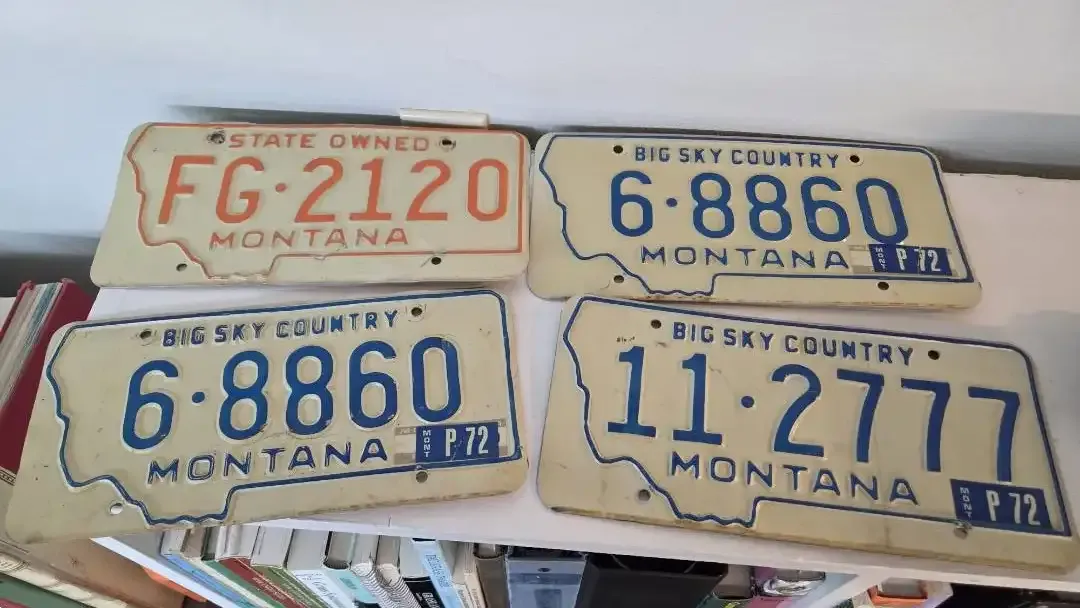 STATE OWNED
FG·2120
MONTANA
BIG SKY COUNTRY
6·8860
MONTANA
MONT P 72
BIG SKY COUNTRY
6·8860
MONTANA
MONT P 72
BIG SKY COUNTRY
11·2777
MONTANA
MONT P 72